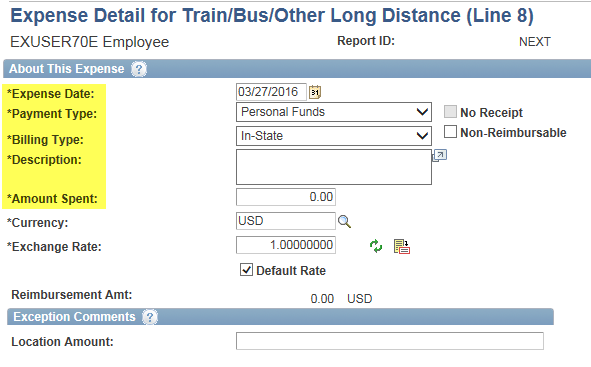 Expense Detail for Train/Bus/Other Long Distance (Line 8)
EXUSER70E Employee Report ID: NEXT
About This Expense ?
*Expense Date: 03/27/2016 31
*Payment Type: Personal Funds No Receipt
*Billing Type: In-State Non-Reimbursable
*Description:
*Amount Spent: 0.00
*Currency: USD
*Exchange Rate: 1.00000000
Default Rate
Reimbursement Amt: 0.00 USD
Exception Comments ?
Location Amount: